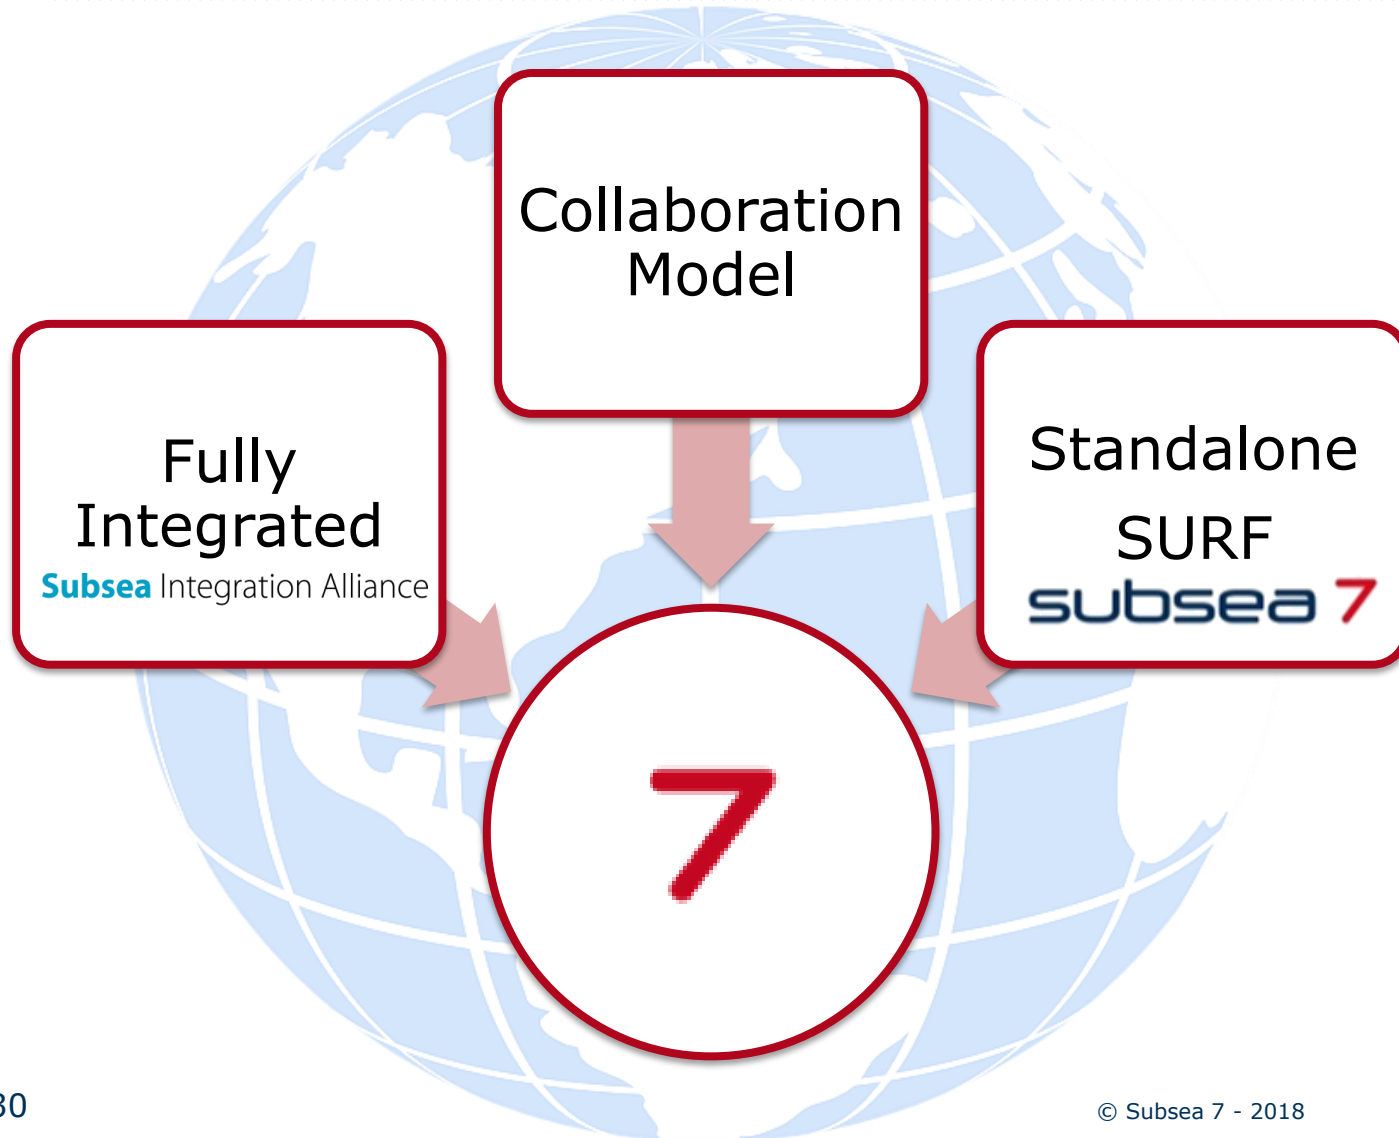 Collaboration
Model
Fully
Integrated
Subsea Integration Alliance
Standalone
SURF
subsea 7
7
30
© Subsea 7 - 2018